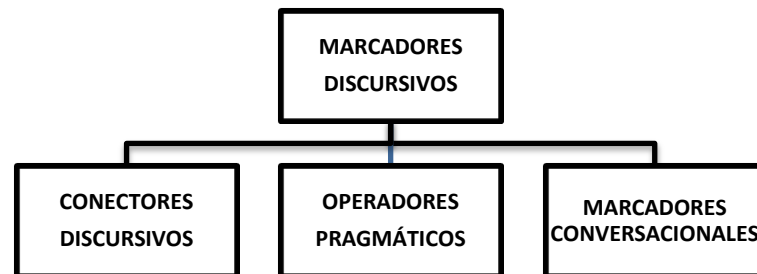 MARCADORES
DISCURSIVOS
CONECTORES
DISCURSIVOS
OPERADORES
PRAGMÁTICOS
MARCADORES
CONVERSACIONALES